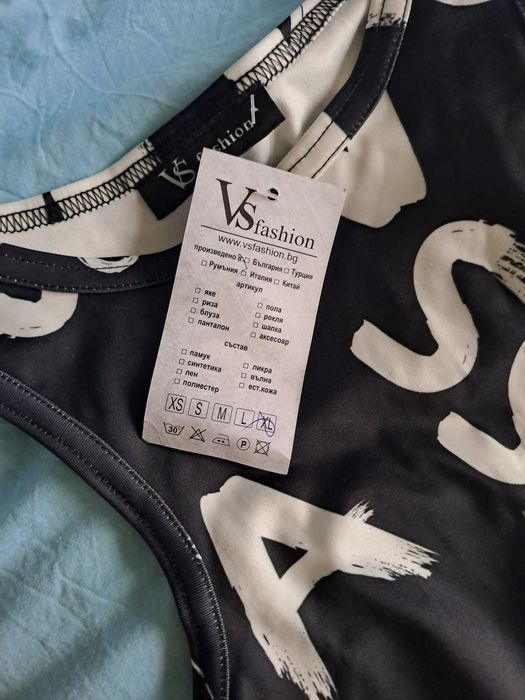 VS fashion
VS fashion
www.vsfashion.bg
произведено в: България Турция
Румъния Италия Китай
артикул
яке пола
риза рокля
блуза шапка
панталон аксесоар
състав
памук ликра
синтетика вълна
лен ест.кожа
полиестер
XS S M L XL
30° P
S
S
A